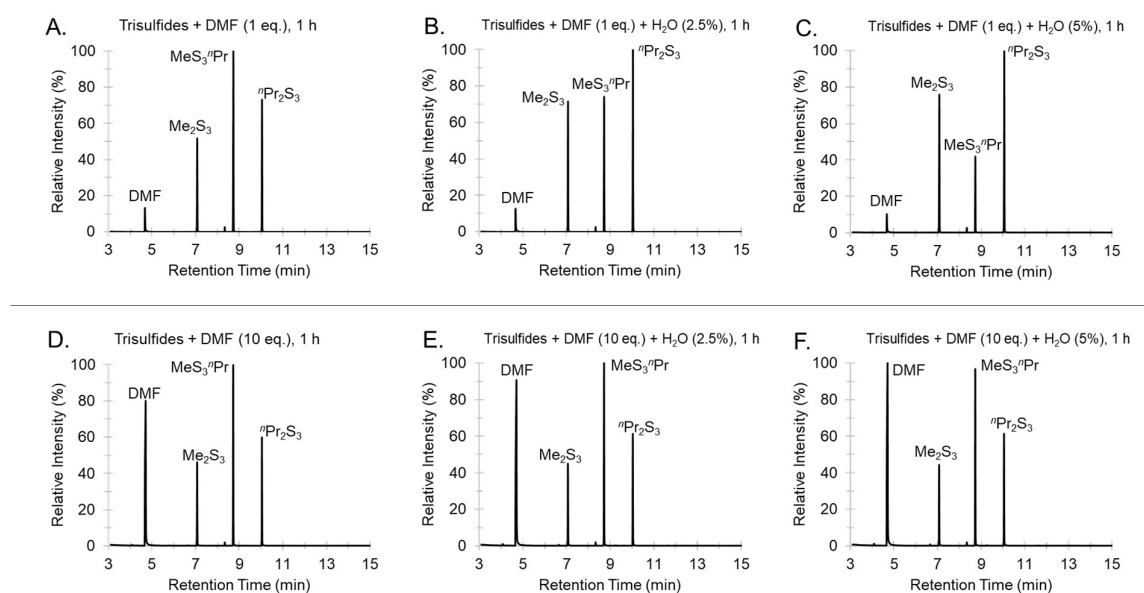 A. Trisulfides + DMF (1 eq.), 1 h
Relative Intensity (%)
100
80
60
40
20
0
DMF
Me₂S₃
MeS₃ⁿPr
ⁿPr₂S₃
3 5 7 9 11 13 15
Retention Time (min)
B. Trisulfides + DMF (1 eq.) + H₂O (2.5%), 1 h
Relative Intensity (%)
100
80
60
40
20
0
DMF
Me₂S₃
MeS₃ⁿPr
ⁿPr₂S₃
3 5 7 9 11 13 15
Retention Time (min)
C. Trisulfides + DMF (1 eq.) + H₂O (5%), 1 h
Relative Intensity (%)
100
80
60
40
20
0
DMF
Me₂S₃
MeS₃ⁿPr
ⁿPr₂S₃
3 5 7 9 11 13 15
Retention Time (min)
D. Trisulfides + DMF (10 eq.), 1 h
Relative Intensity (%)
100
80
60
40
20
0
DMF
Me₂S₃
MeS₃ⁿPr
ⁿPr₂S₃
3 5 7 9 11 13 15
Retention Time (min)
E. Trisulfides + DMF (10 eq.) + H₂O (2.5%), 1 h
Relative Intensity (%)
100
80
60
40
20
0
DMF
Me₂S₃
MeS₃ⁿPr
ⁿPr₂S₃
3 5 7 9 11 13 15
Retention Time (min)
F. Trisulfides + DMF (10 eq.) + H₂O (5%), 1 h
Relative Intensity (%)
100
80
60
40
20
0
DMF
Me₂S₃
MeS₃ⁿPr
ⁿPr₂S₃
3 5 7 9 11 13 15
Retention Time (min)